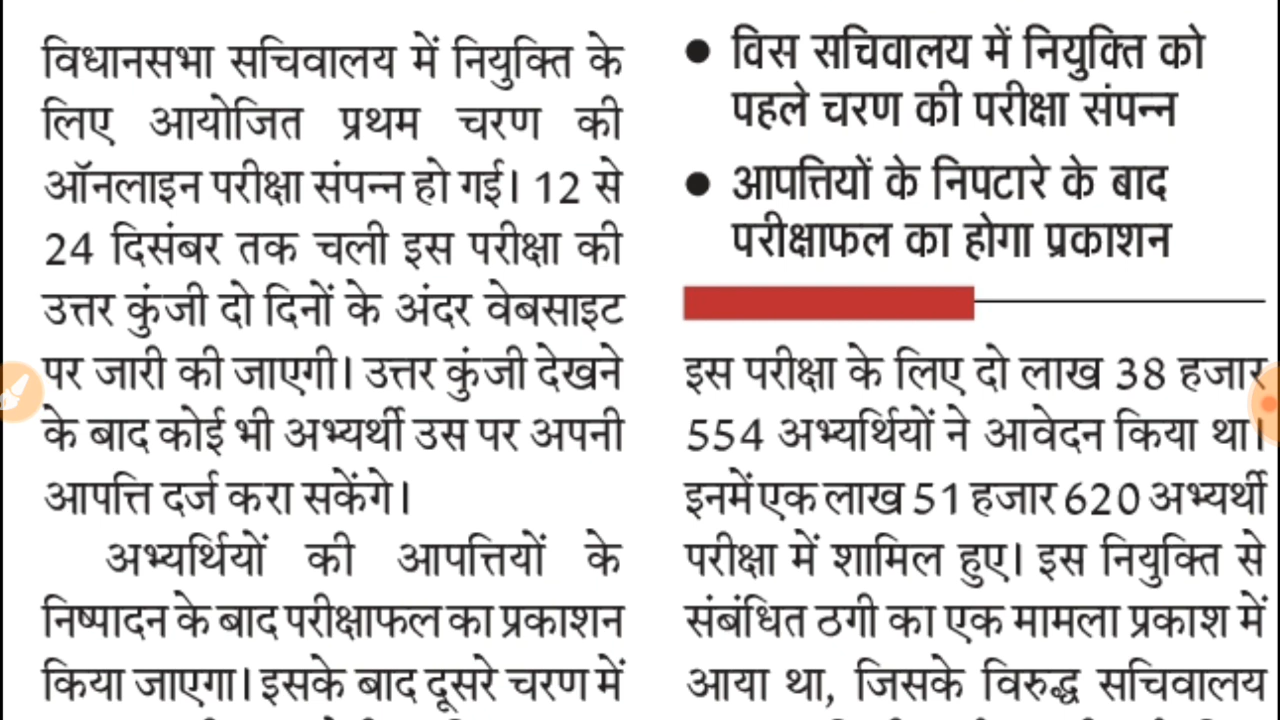 विधानसभा सचिवालय में नियुक्ति के
लिए आयोजित प्रथम चरण की
ऑनलाइन परीक्षा संपन्न हो गई। 12 से
24 दिसंबर तक चली इस परीक्षा की
उत्तर कुंजी दो दिनों के अंदर वेबसाइट
पर जारी की जाएगी। उत्तर कुंजी देखने
के बाद कोई भी अभ्यर्थी उस पर अपनी
आपत्ति दर्ज करा सकेंगे।
अभ्यर्थियों की आपत्तियों के
निष्पादन के बाद परीक्षाफल का प्रकाशन
किया जाएगा। इसके बाद दूसरे चरण में
● विस सचिवालय में नियुक्ति को
पहले चरण की परीक्षा संपन्न
● आपत्तियों के निपटारे के बाद
परीक्षाफल का होगा प्रकाशन
इस परीक्षा के लिए दो लाख 38 हजार
554 अभ्यर्थियों ने आवेदन किया था।
इनमें एक लाख 51 हजार 620 अभ्यर्थी
परीक्षा में शामिल हुए। इस नियुक्ति से
संबंधित ठगी का एक मामला प्रकाश में
आया था, जिसके विरुद्ध सचिवालय